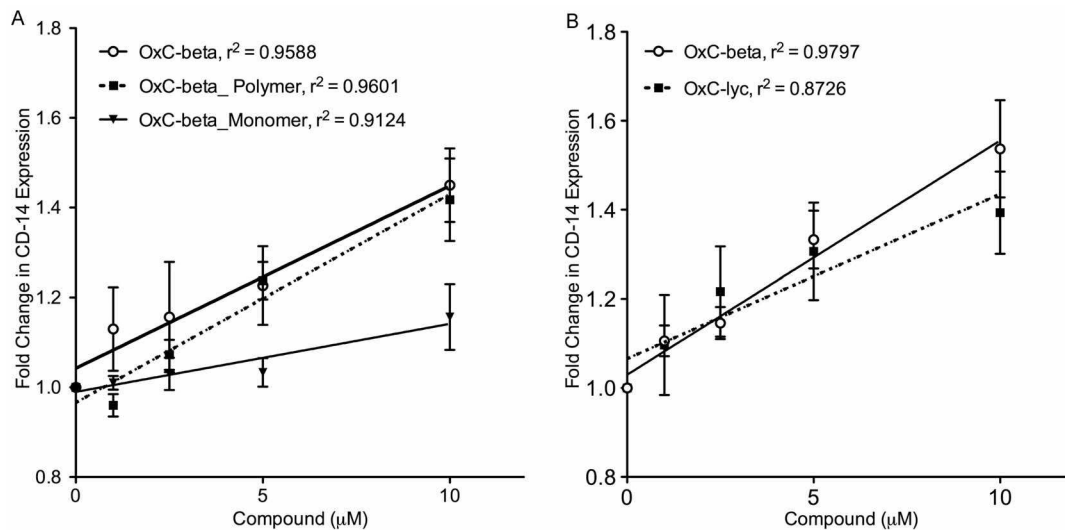 A
OxC-beta, r² = 0.9588
OxC-beta_ Polymer, r² = 0.9601
OxC-beta_Monomer, r² = 0.9124
Fold Change in CD-14 Expression
1.8
1.6
1.4
1.2
1.0
0.8
0
5
10
Compound (μM)
B
OxC-beta, r² = 0.9797
OxC-lyc, r² = 0.8726
Fold Change in CD-14 Expression
1.8
1.6
1.4
1.2
1.0
0.8
0
5
10
Compound (μM)